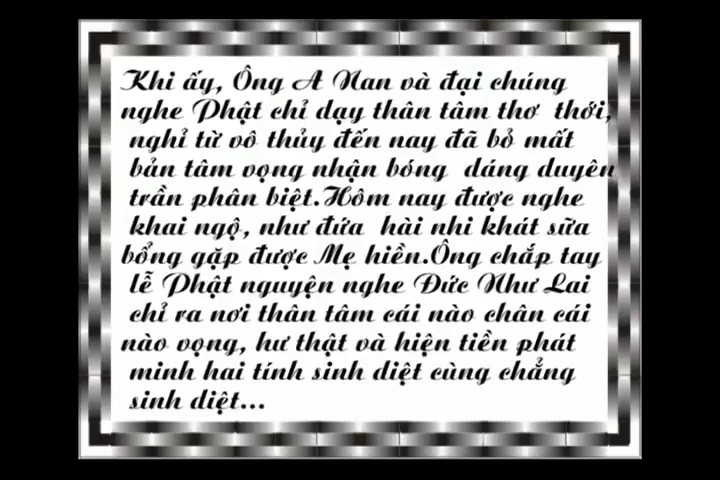 Khi ấy, Ông A Nan và đại chúng
nghe Phật chỉ dạy thân tâm thơ thới,
nghỉ từ vô thủy đến nay đã bỏ mất
bản tâm vọng nhận bóng dáng duyên
trần phân biệt.Hôm nay được nghe
khai ngộ, như đứa hài nhi khát sữa
bổng gặp được Mẹ hiền.Ông chắp tay
lễ Phật nguyện nghe Đức Như Lai
chỉ ra nơi thân tâm cái nào chân cái
nào vọng, hư thật và hiện tiền phát
minh hai tính sinh diệt cùng chẳng
sinh diệt...